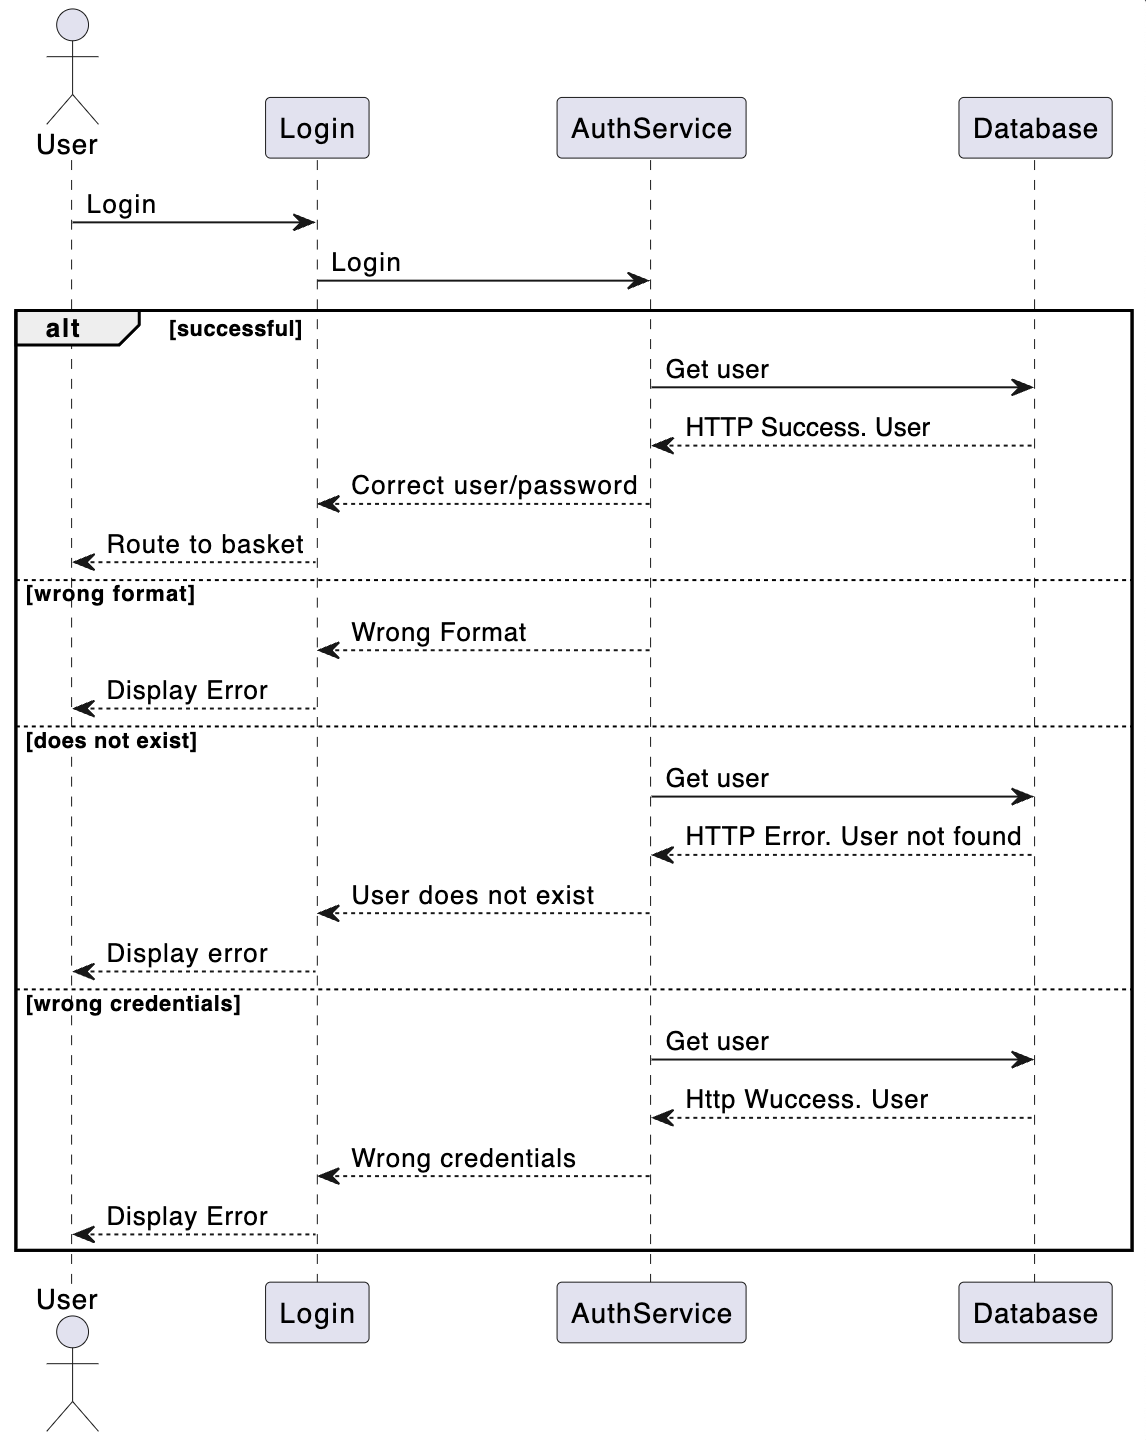 User
Login
AuthService
Database
Login
Login
alt
[successful]
Get user
HTTP Success. User
Correct user/password
Route to basket
[wrong format]
Wrong Format
Display Error
[does not exist]
Get user
HTTP Error. User not found
User does not exist
Display error
[wrong credentials]
Get user
Http Wuccess. User
Wrong credentials
Display Error
User
Login
AuthService
Database